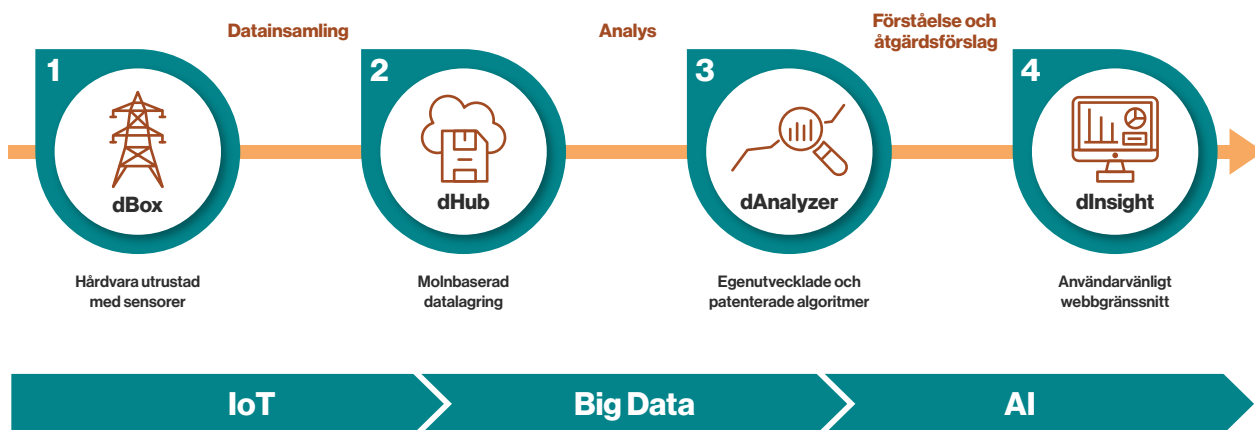 Datainsamling
Analys
Förståelse och
åtgärdsförslag
1
2
3
4
dBox
dHub
dAnalyzer
dInsight
Hårdvara utrustad
med sensorer
Molnbaserad
datalagring
Egenutvecklade och
patenterade algoritmer
Användarvänligt
webbgränssnitt
IoT
Big Data
AI